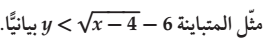 مثّل المتباينة y < √(x − 4) − 6 بيانيًّا.